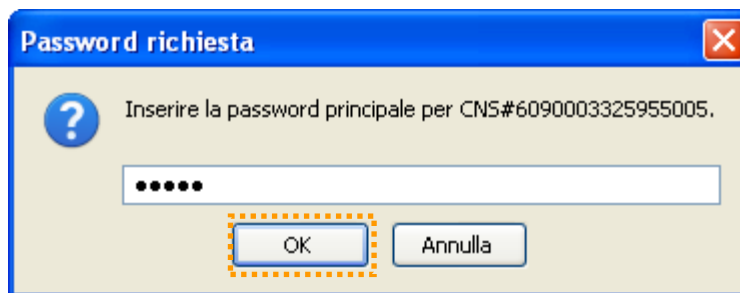 Password richiesta
Inserire la password principale per CNS#6090003325955005.
●●●●●
OK Annulla